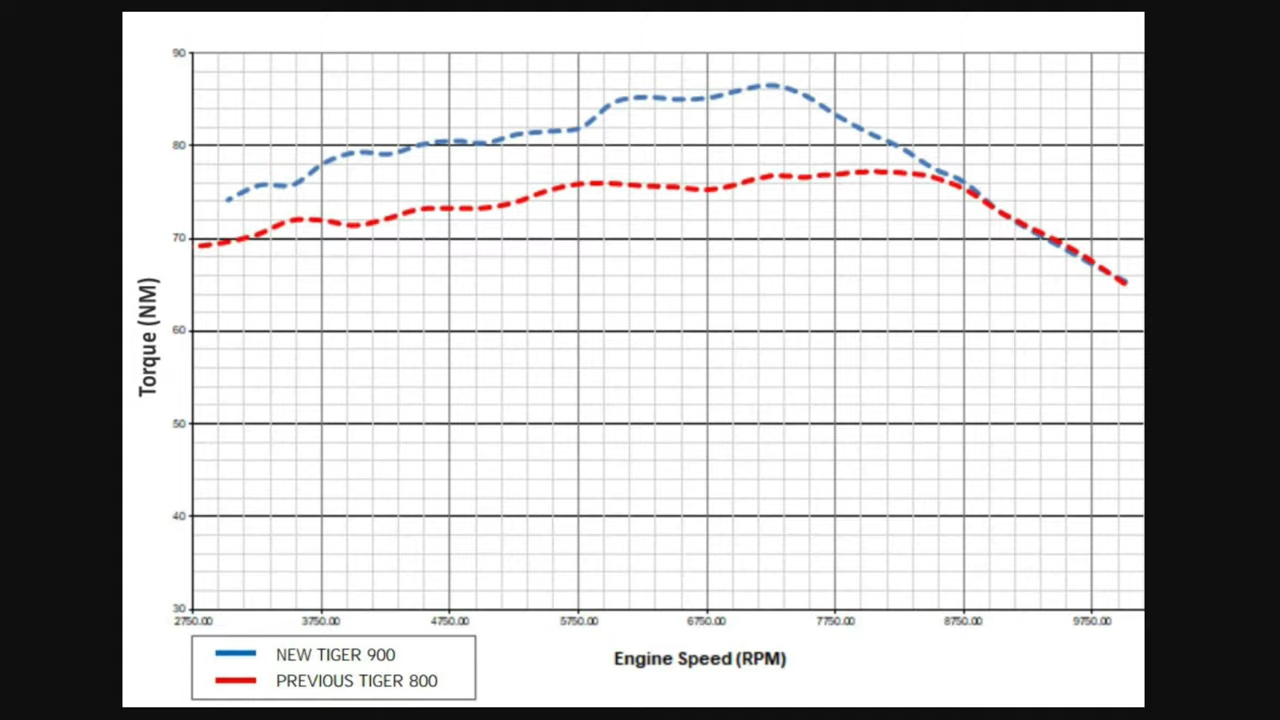 90
80
70
60
50
40
30
Torque (NM)
2750.00 3750.00 4750.00 5750.00 6750.00 7750.00 8750.00 9750.00
Engine Speed (RPM)
NEW TIGER 900
PREVIOUS TIGER 800